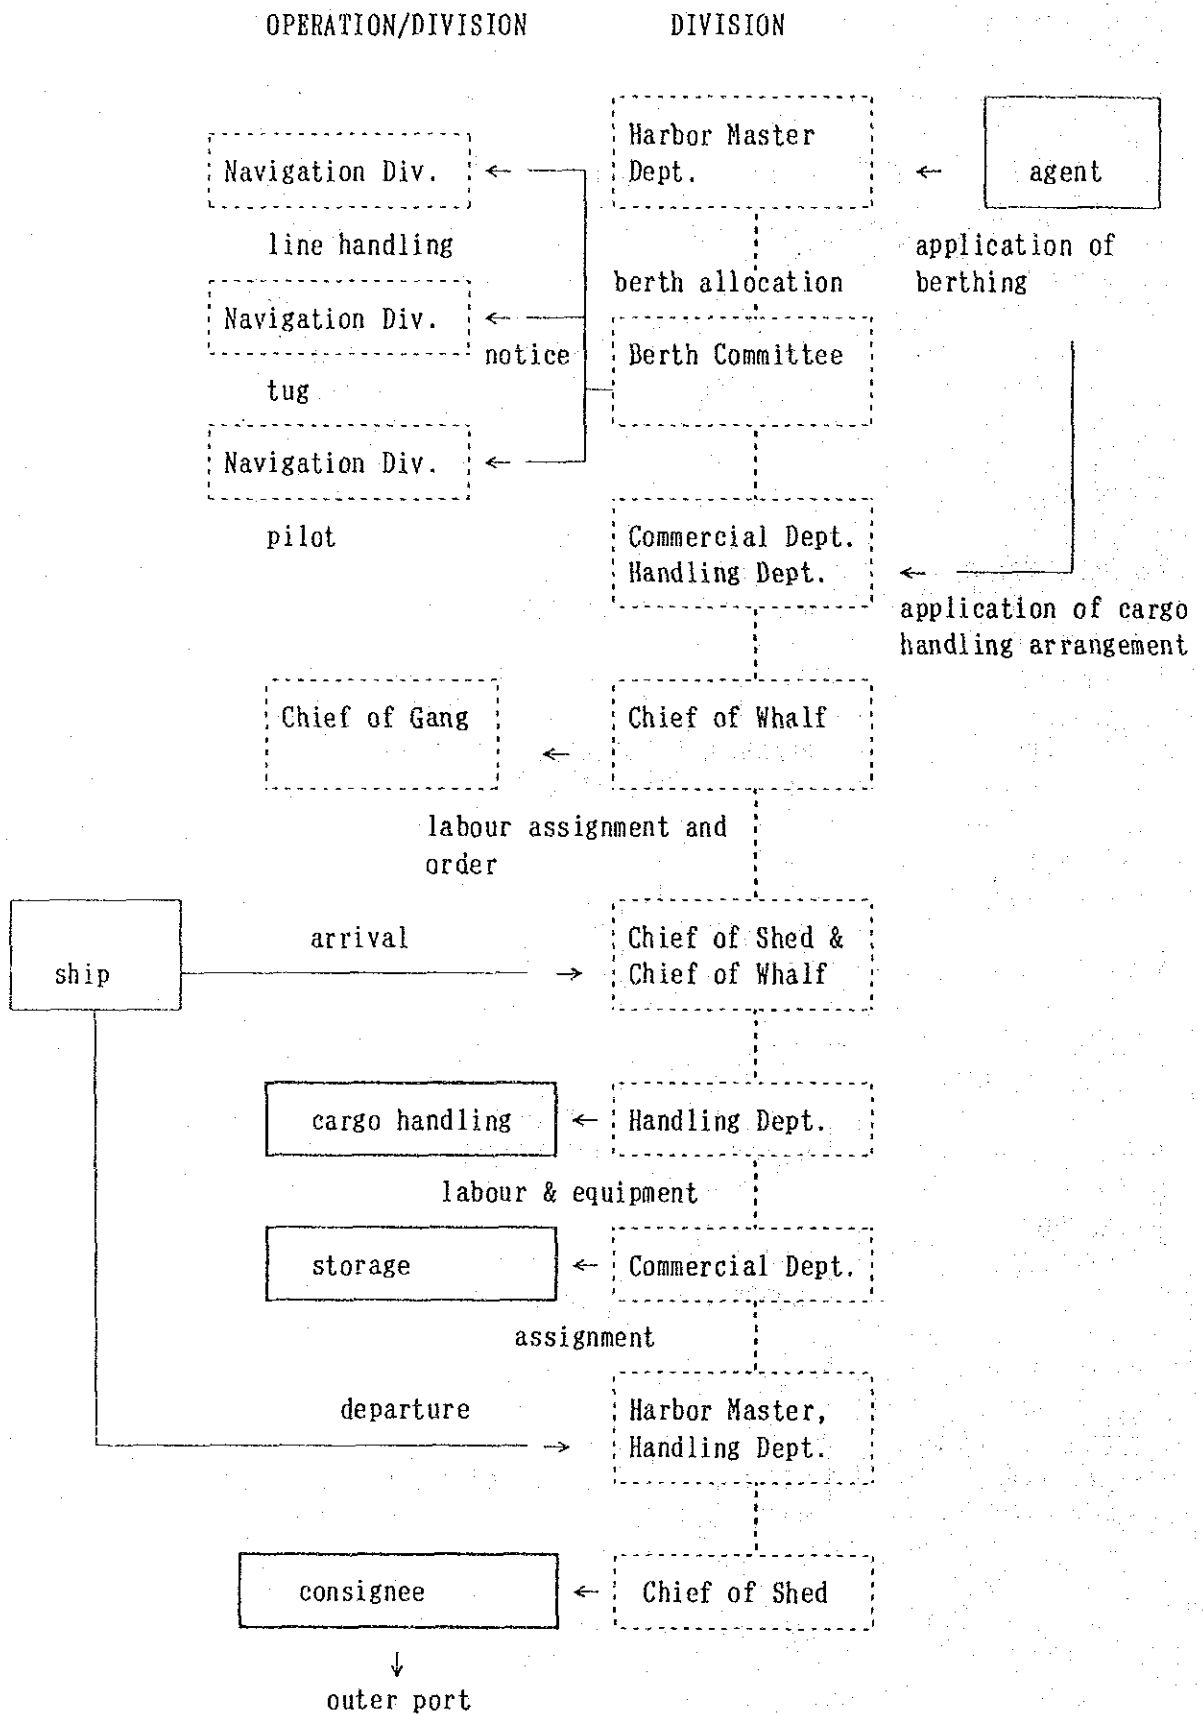 OPERATION/DIVISION
DIVISION
Harbor Master
Dept.
agent
Navigation Div.
line handling
application of
berthing
berth allocation
Navigation Div.
notice
Berth Committee
tug
Navigation Div.
pilot
Commercial Dept.
Handling Dept.
application of cargo
handling arrangement
Chief of Gang
Chief of Whalf
labour assignment and
order
ship
arrival
Chief of Shed &
Chief of Whalf
cargo handling
Handling Dept.
labour & equipment
storage
Commercial Dept.
assignment
departure
Harbor Master,
Handling Dept.
consignee
Chief of Shed
outer port